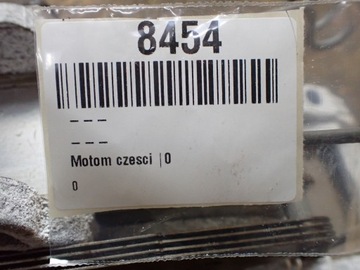 8454
- - -
- - -
Motom czesci |0
0